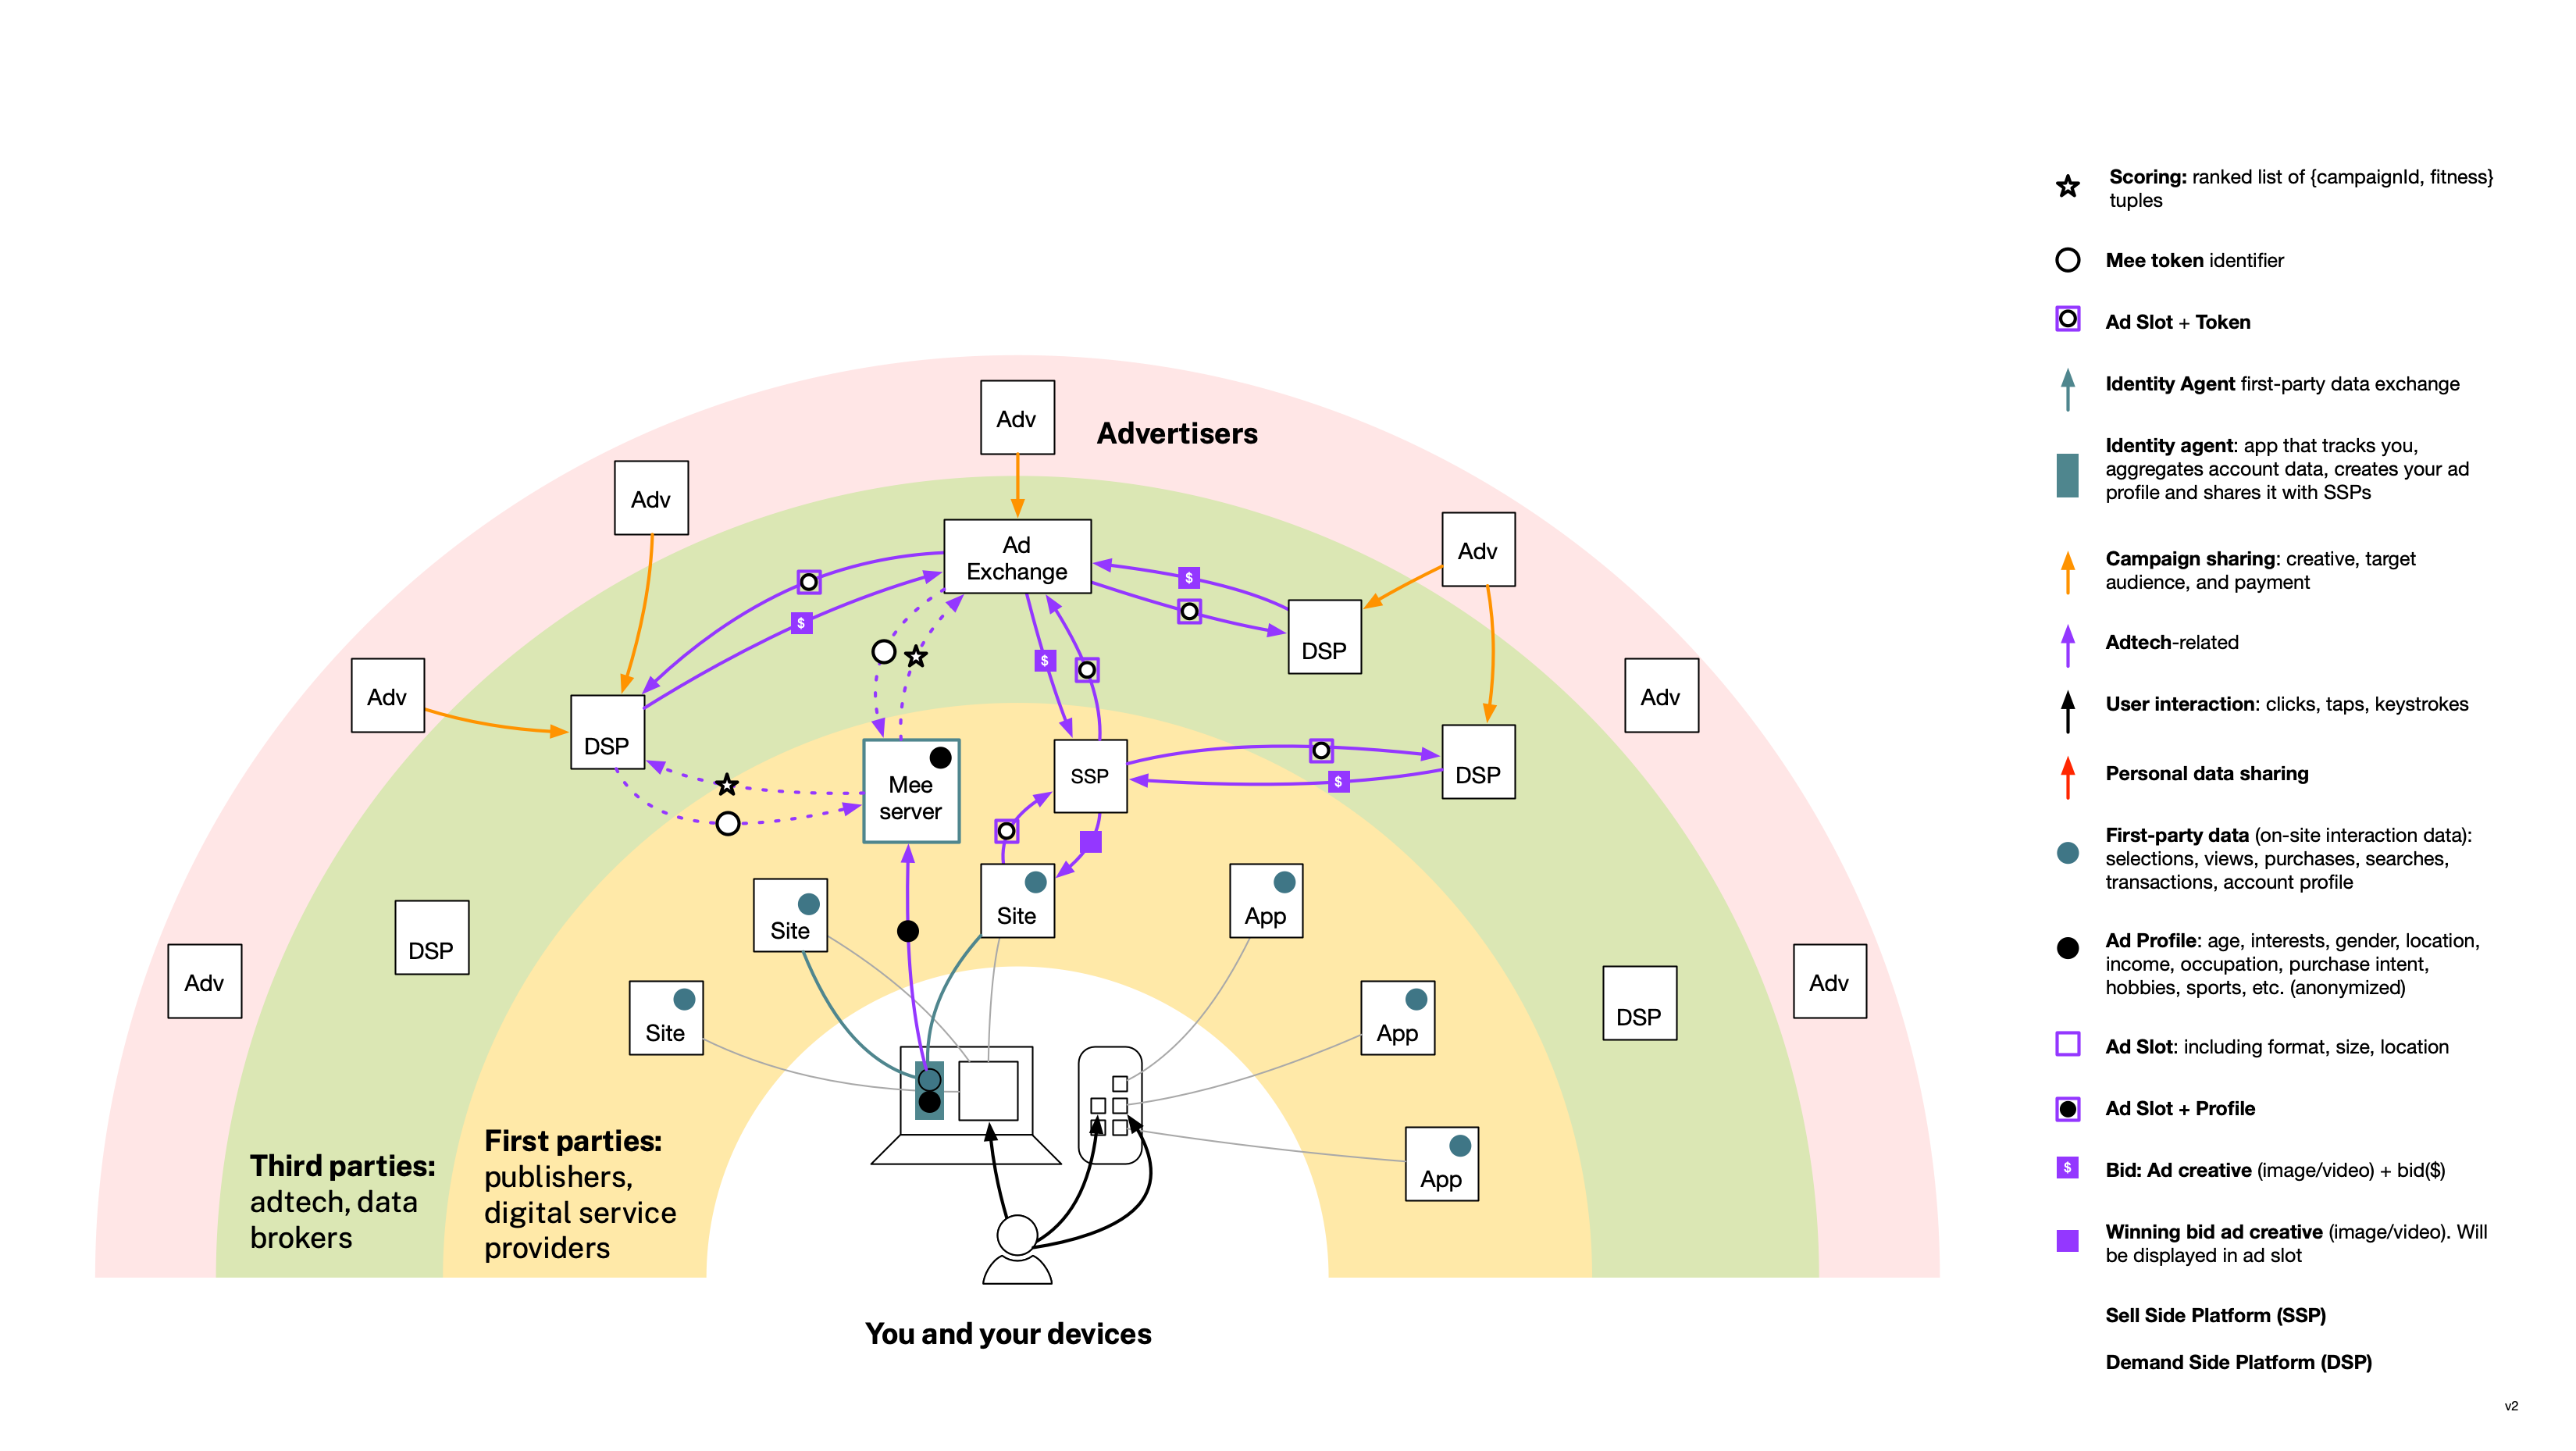 Adv
Advertisers
Adv
Adv
Ad
Exchange
$
$
DSP
$
Adv
Adv
DSP
DSP
Mee
server
SSP
$
DSP
Site
Site
App
DSP
Adv
Site
App
DSP
Adv
App
First parties:
publishers,
digital service
providers
Third parties:
adtech, data
brokers
You and your devices
Scoring: ranked list of {campaignId, fitness}
tuples
Mee token identifier
Ad Slot + Token
Identity Agent first-party data exchange
Identity agent: app that tracks you,
aggregates account data, creates your ad
profile and shares it with SSPs
Campaign sharing: creative, target
audience, and payment
Adtech-related
User interaction: clicks, taps, keystrokes
Personal data sharing
First-party data (on-site interaction data):
selections, views, purchases, searches,
transactions, account profile
Ad Profile: age, interests, gender, location,
income, occupation, purchase intent,
hobbies, sports, etc. (anonymized)
Ad Slot: including format, size, location
Ad Slot + Profile
$
Bid: Ad creative (image/video) + bid($)
Winning bid ad creative (image/video). Will
be displayed in ad slot
Sell Side Platform (SSP)
Demand Side Platform (DSP)
v2